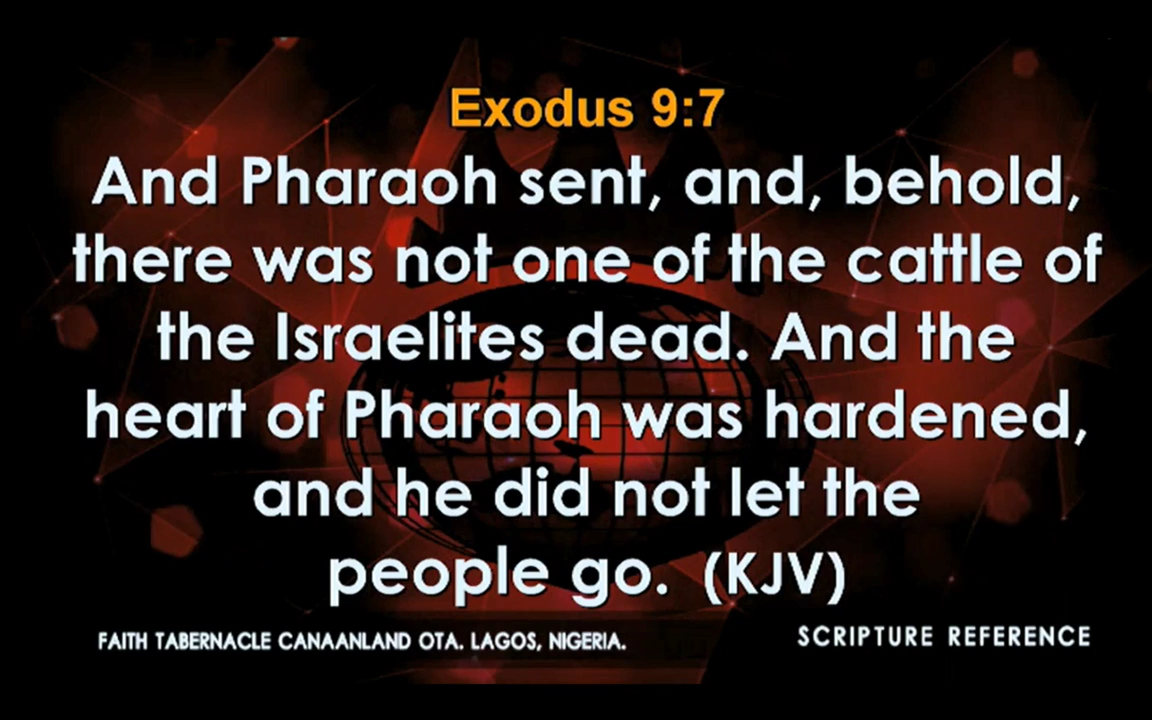 Exodus 9:7
And Pharaoh sent, and, behold,
there was not one of the cattle of
the Israelites dead. And the
heart of Pharaoh was hardened,
and he did not let the
people go. (KJV)
FAITH TABERNACLE CANAANLAND OTA. LAGOS, NIGERIA.
SCRIPTURE REFERENCE